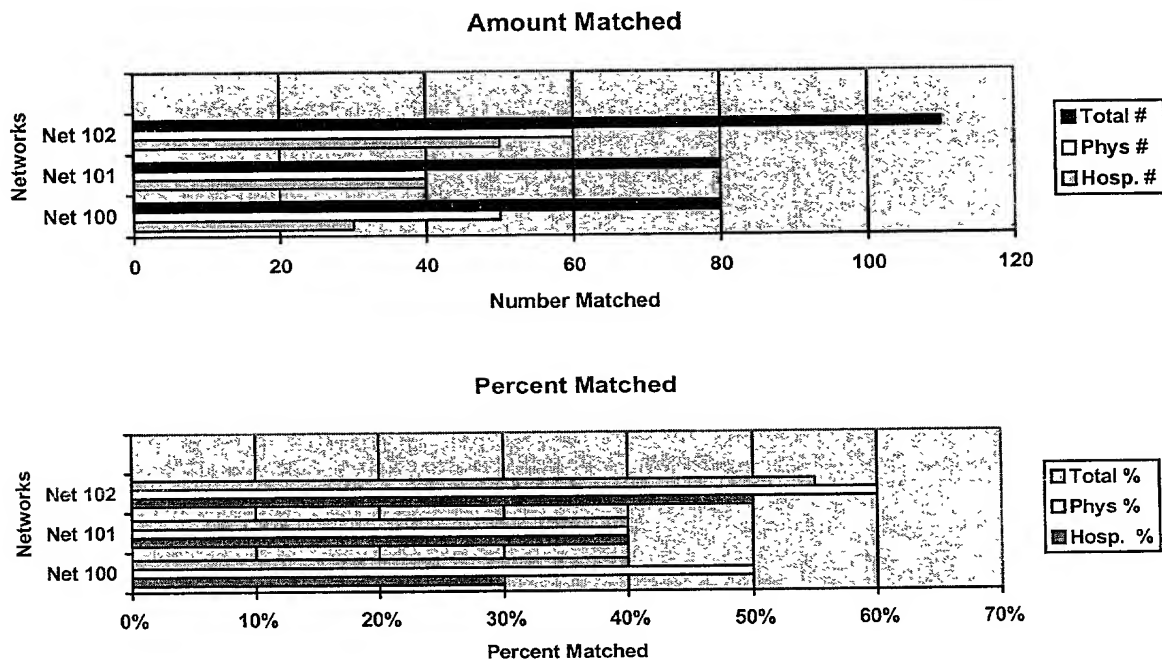 Amount Matched
Networks
Net 102
Net 101
Net 100
0 20 40 60 80 100 120
Number Matched
Total #
Phys #
Hosp. #
Percent Matched
Networks
Net 102
Net 101
Net 100
0% 10% 20% 30% 40% 50% 60% 70%
Percent Matched
Total %
Phys %
Hosp. %